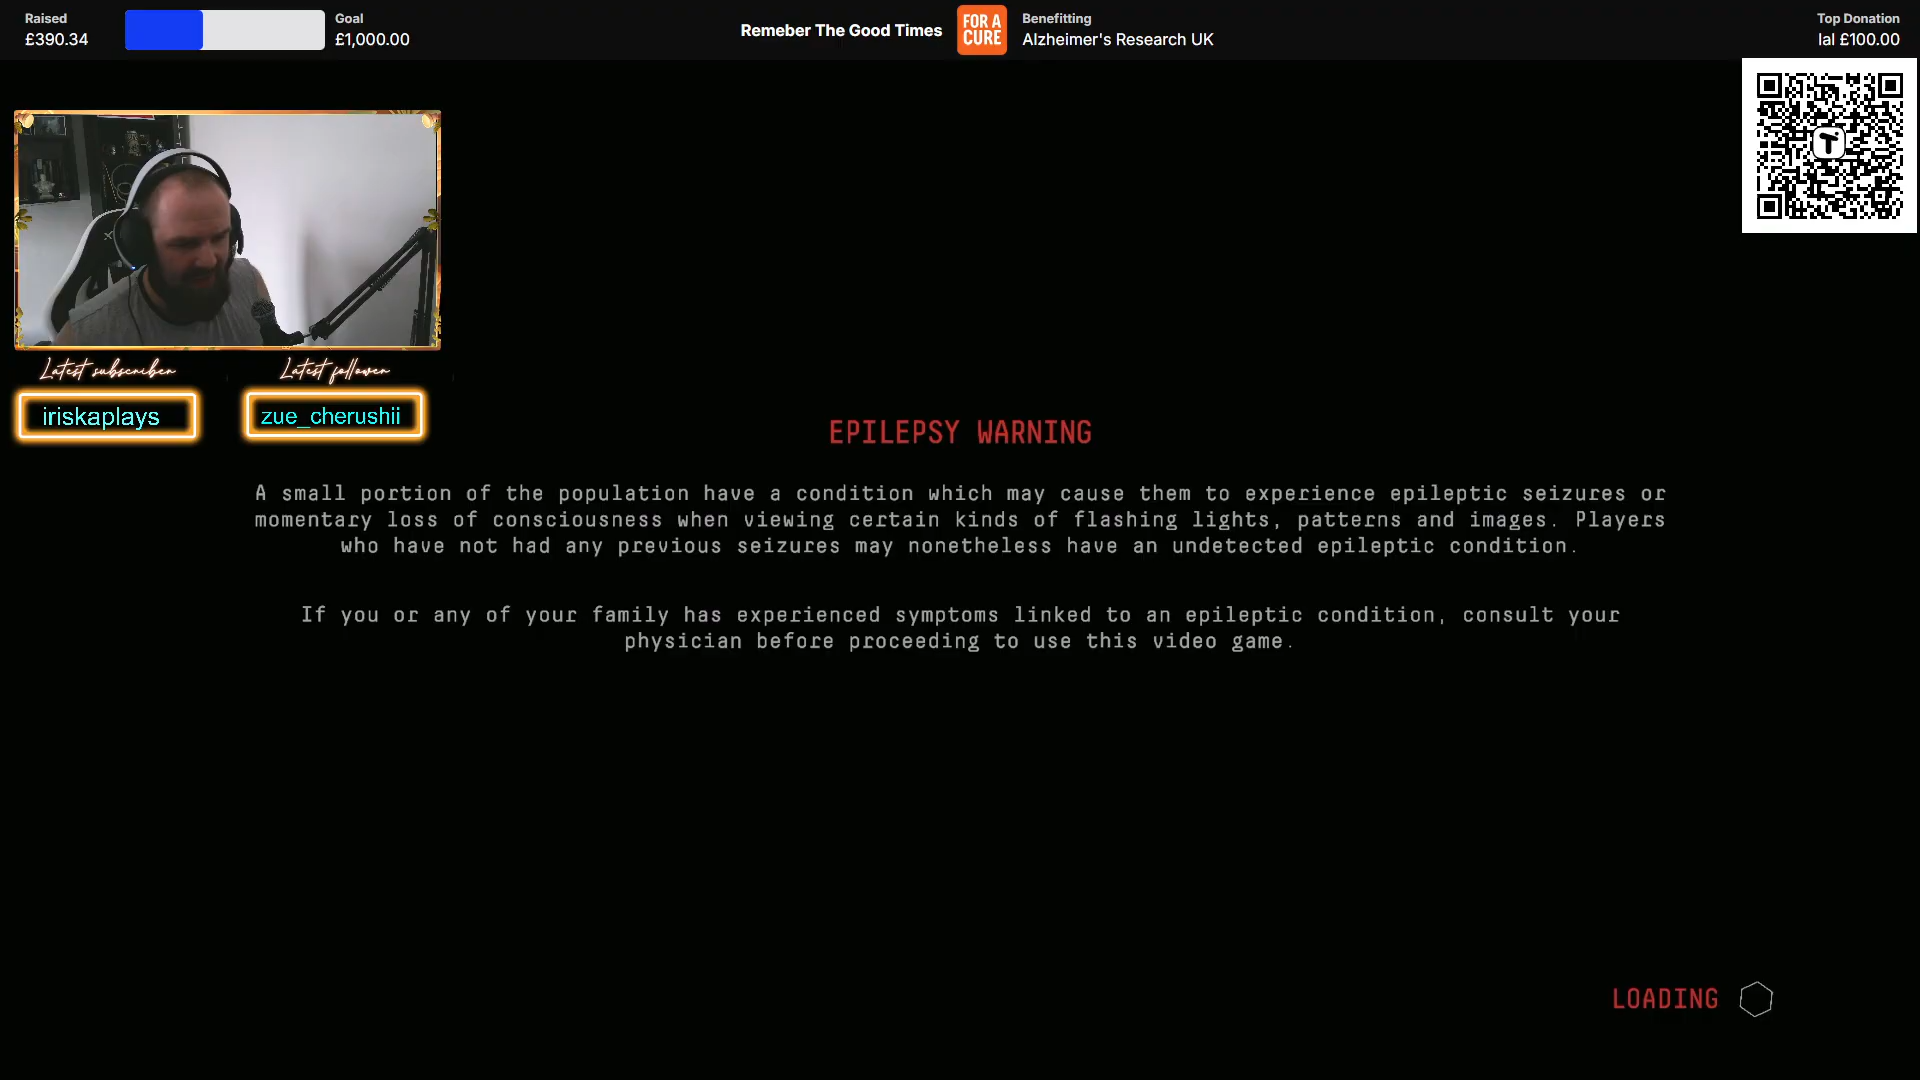 Raised
£390.34
Goal
£1,000.00
Remeber The Good Times
FOR A
CURE
Benefitting
Alzheimer's Research UK
Top Donation
lal £100.00
T
Latest subscriber
Latest follower
iriskaplays
zue_cherushii
EPILEPSY WARNING
A small portion of the population have a condition which may cause them to experience epileptic seizures or
momentary loss of consciousness when viewing certain kinds of flashing lights, patterns and images. Players
who have not had any previous seizures may nonetheless have an undetected epileptic condition.
If you or any of your family has experienced symptoms linked to an epileptic condition, consult your
physician before proceeding to use this video game.
LOADING